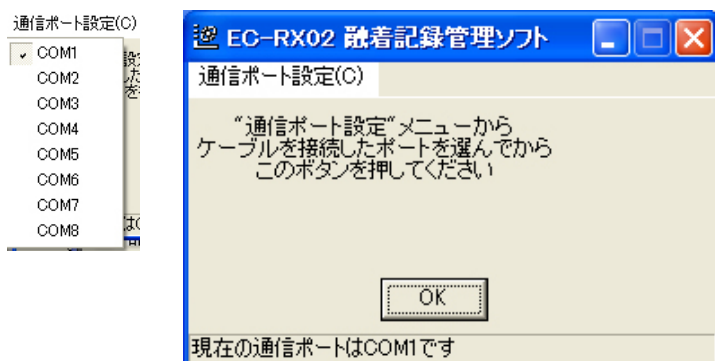 通信ポート設定(C)
COM1
COM2
COM3
COM4
COM5
COM6
COM7
COM8
EC-RX02 融着記録管理ソフト
通信ポート設定(C)
“通信ポート設定“メニューから
ケーブルを接続したポートを選んでから
このボタンを押してください
OK
現在の通信ポートはCOM1です